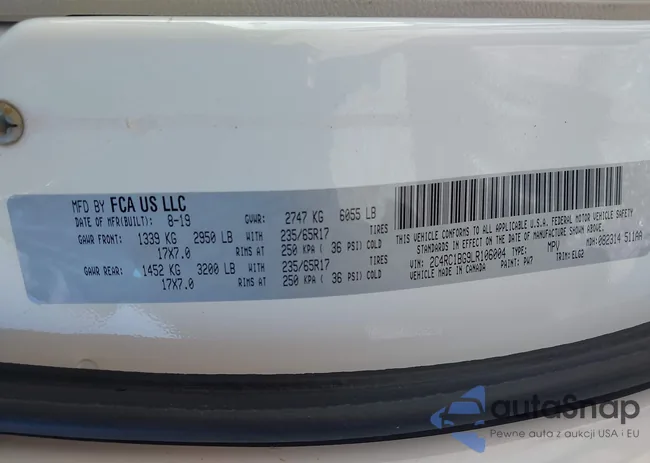 MFD BY FCA US LLC
DATE OF MFR(BUILT): 8-19 GVWR: 2747 KG 6055 LB
GAWR FRONT: 1339 KG 2950 LB WITH 235/65R17 TIRES
17X7.0 RIMS AT 250 KPA ( 36 PSI) COLD
GAWR REAR: 1452 KG 3200 LB WITH 235/65R17 TIRES
17X7.0 RIMS AT 250 KPA ( 36 PSI) COLD
THIS VEHICLE CONFORMS TO ALL APPLICABLE U.S.A. FEDERAL MOTOR VEHICLE SAFETY
STANDARDS IN EFFECT ON THE DATE OF MANUFACTURE SHOWN ABOVE.
MDH: 082314 511AA
VIN: 2C4RC1BG9LR106004 TYPE: MPV
VEHICLE MADE IN CANADA PAINT: PW7 TRIM: ELG2
autoSnap
Pewne auta z aukcji USA i EU